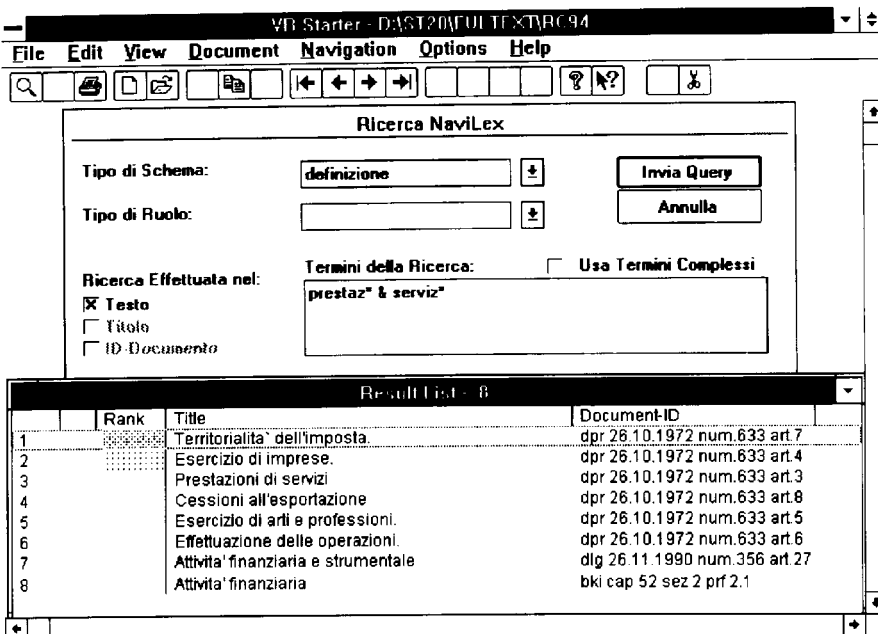 VB Starter - D:\ST20\FULTEXT\RC94
File Edit View Document Navigation Options Help
Ricerca NaviLex
Tipo di Schema: definizione Invia Query
Tipo di Ruolo: Annulla
Termini della Ricerca: Usa Termini Complessi
Ricerca Effettuata nel: prestaz* & serviz*
Testo
Titolo
ID-Documento
Result List - 8
Rank Title Document-ID
1 Territorialita` dell'imposta. dpr 26.10.1972 num.633 art.7
2 Esercizio di imprese. dpr 26.10.1972 num.633 art.4
3 Prestazioni di servizi dpr 26.10.1972 num.633 art.3
4 Cessioni all'esportazione dpr 26.10.1972 num.633 art.8
5 Esercizio di arti e professioni. dpr 26.10.1972 num.633 art.5
6 Effettuazione delle operazioni. dpr 26.10.1972 num.633 art.6
7 Attivita' finanziaria e strumentale dlg 26.11.1990 num.356 art.27
8 Attivita' finanziaria bki cap 52 sez 2 prf 2.1